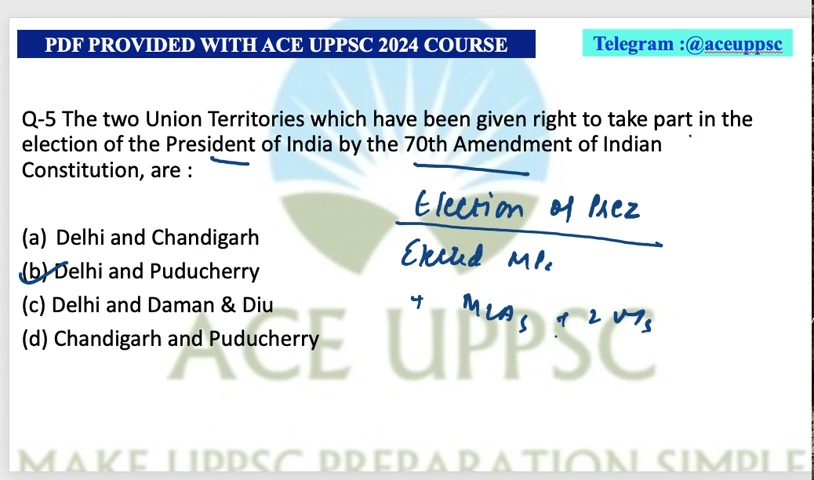 PDF PROVIDED WITH ACE UPPSC 2024 COURSE
Telegram :@aceuppsc
Q-5 The two Union Territories which have been given right to take part in the
election of the President of India by the 70th Amendment of Indian
Constitution, are :
Election of Prez
(a) Delhi and Chandigarh
Elected MPs
(b) Delhi and Puducherry
+ MLAs + 2 UTs
(c) Delhi and Daman & Diu
(d) Chandigarh and Puducherry
ACE UPPSC
MAKE UPPSC PREPARATION SIMPLE